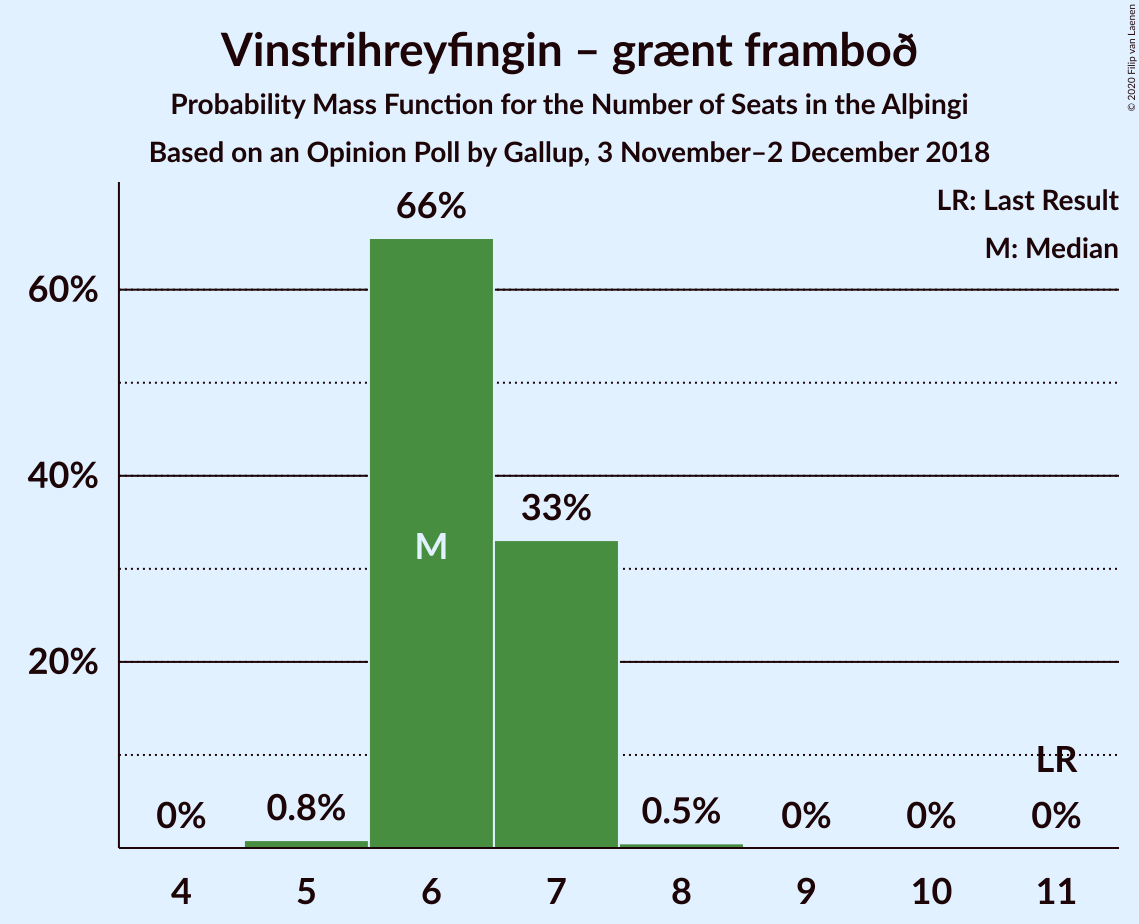 Vinstrihreyfingin – grænt framboð
Probability Mass Function for the Number of Seats in the Alþingi
Based on an Opinion Poll by Gallup, 3 November–2 December 2018
© 2020 Filip van Laenen
LR: Last Result
M: Median
60%
40%
20%
66%
33%
M
LR
0%
0.8%
0.5%
0%
0%
0%
4
5
6
7
8
9
10
11